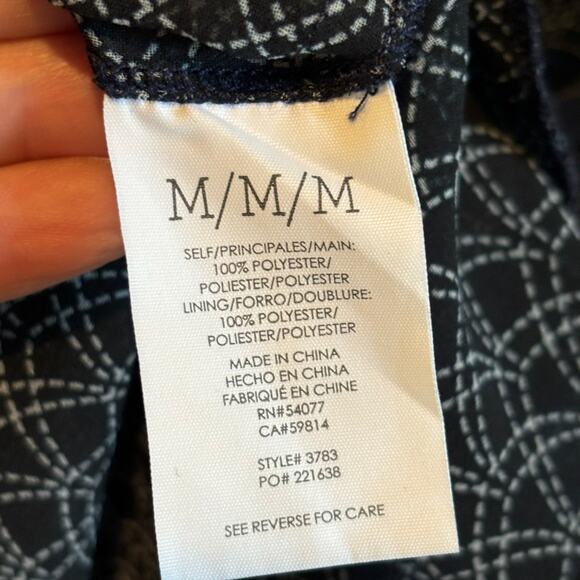 M/M/M
SELF/PRINCIPALES/MAIN:
100% POLYESTER/
POLIESTER/POLYESTER
LINING/FORRO/DOUBLURE:
100% POLYESTER/
POLIESTER/POLYESTER
MADE IN CHINA
HECHO EN CHINA
FABRIQUÉ EN CHINE
RN#54077
CA#59814
STYLE# 3783
PO# 221638
SEE REVERSE FOR CARE